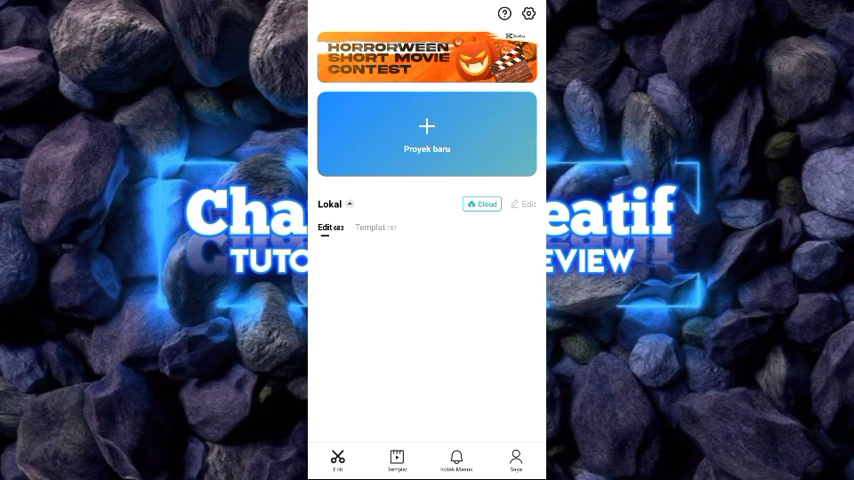 HORRORWEEN
SHORT MOVIE
CONTEST
CapCut
Proyek baru
Lokal
Cloud
Edit
Edit 683
Templat 187
Cha
eatif
TUTO
EVIEW
Edit
Templat
Kotak Masuk
Saya